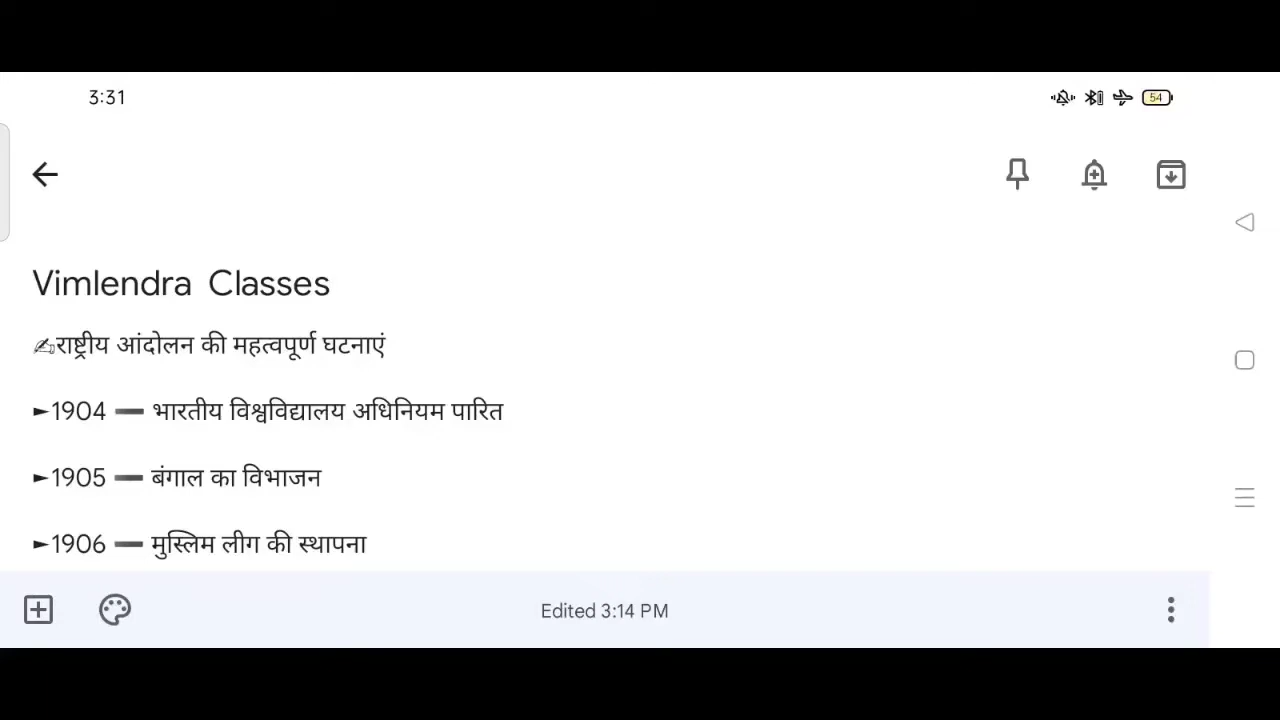 3:31
54
Vimlendra Classes
✍राष्ट्रीय आंदोलन की महत्वपूर्ण घटनाएं
►1904 ➖ भारतीय विश्वविद्यालय अधिनियम पारित
►1905 ➖ बंगाल का विभाजन
►1906 ➖ मुस्लिम लीग की स्थापना
Edited 3:14 PM